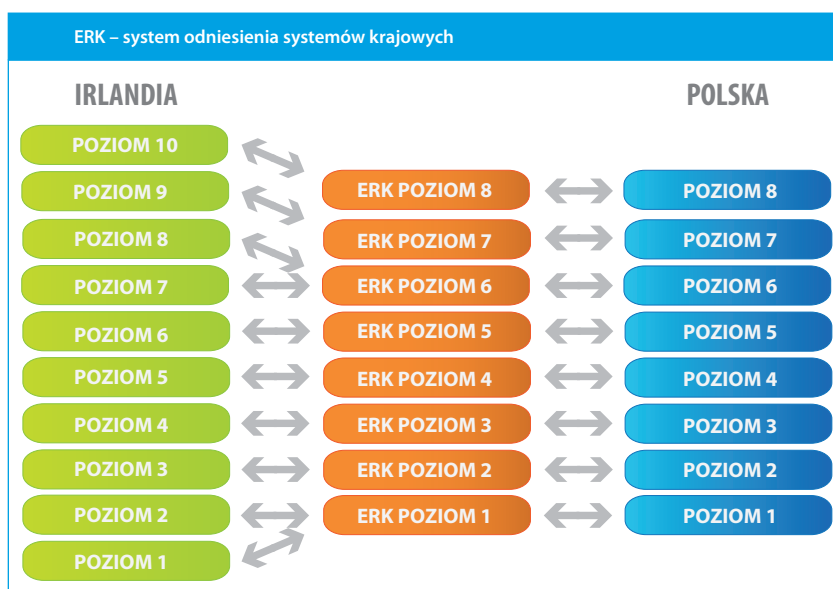 ERK – system odniesienia systemów krajowych
IRLANDIA
POLSKA
POZIOM 10
POZIOM 9
ERK POZIOM 8
POZIOM 8
POZIOM 8
ERK POZIOM 7
POZIOM 7
POZIOM 7
ERK POZIOM 6
POZIOM 6
POZIOM 6
ERK POZIOM 5
POZIOM 5
POZIOM 5
ERK POZIOM 4
POZIOM 4
POZIOM 4
ERK POZIOM 3
POZIOM 3
POZIOM 3
ERK POZIOM 2
POZIOM 2
POZIOM 2
ERK POZIOM 1
POZIOM 1
POZIOM 1